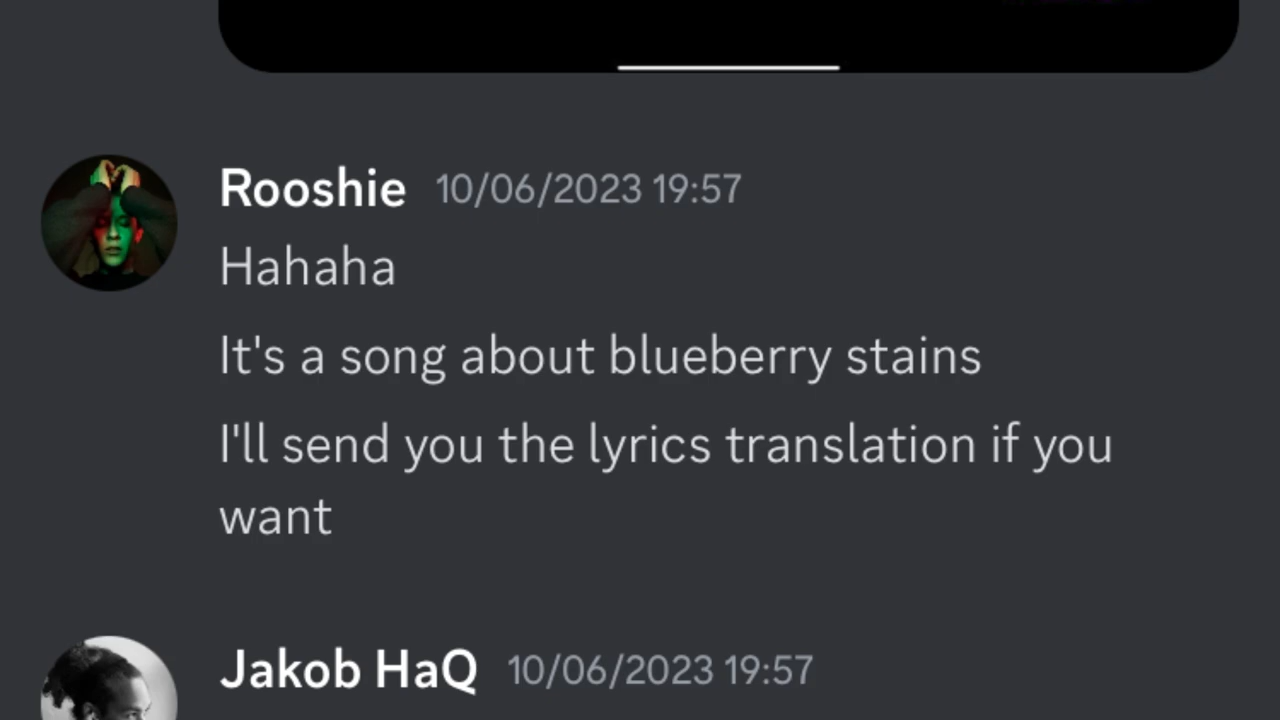 Rooshie 10/06/2023 19:57
Hahaha
It's a song about blueberry stains
I'll send you the lyrics translation if you
want
Jakob HaQ 10/06/2023 19:57